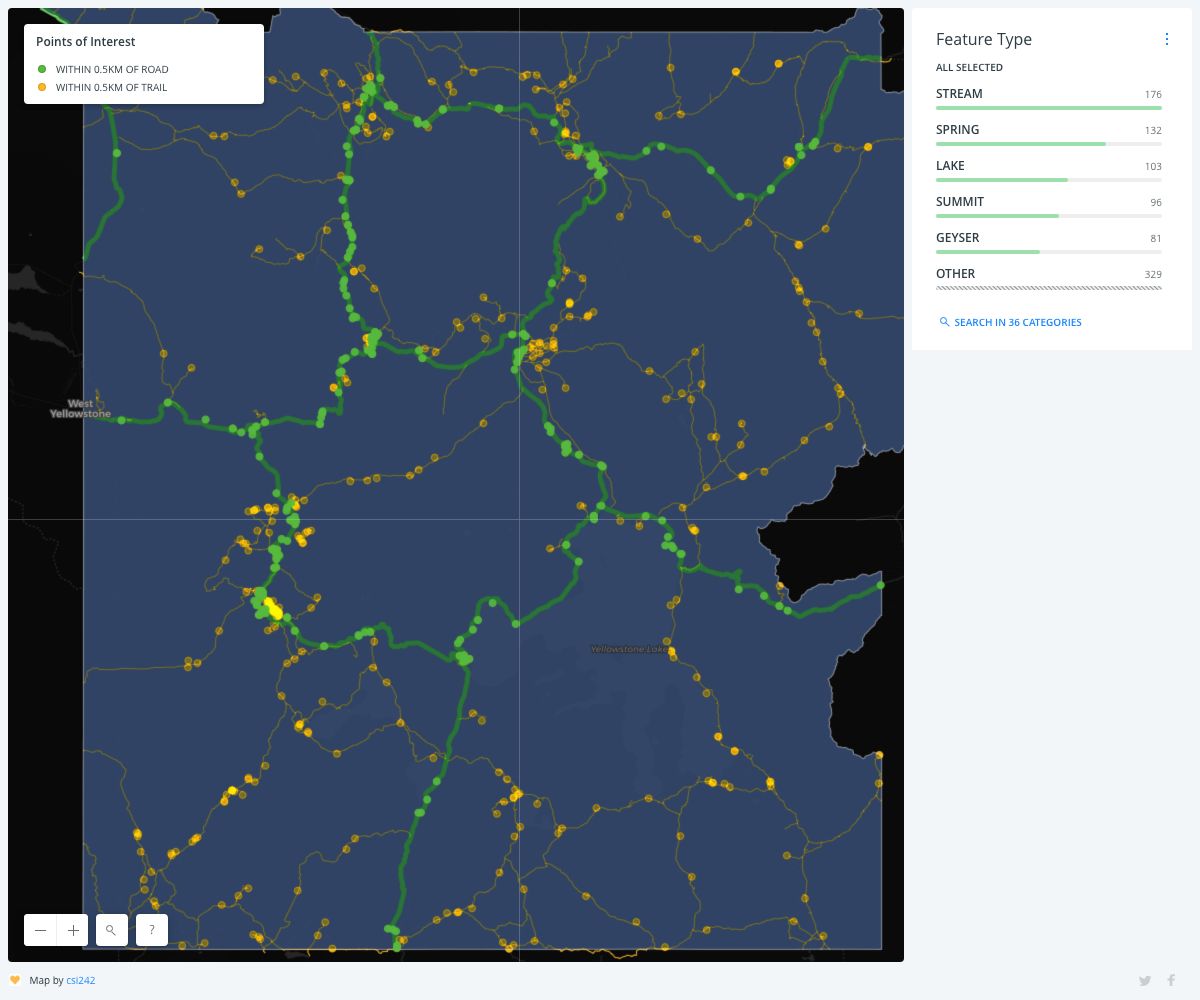 Points of Interest
WITHIN 0.5KM OF ROAD
WITHIN 0.5KM OF TRAIL
West
Yellowstone
Yellowstone Lake
?
Map by csi242
Feature Type
ALL SELECTED
STREAM 176
SPRING 132
LAKE 103
SUMMIT 96
GEYSER 81
OTHER 329
SEARCH IN 36 CATEGORIES